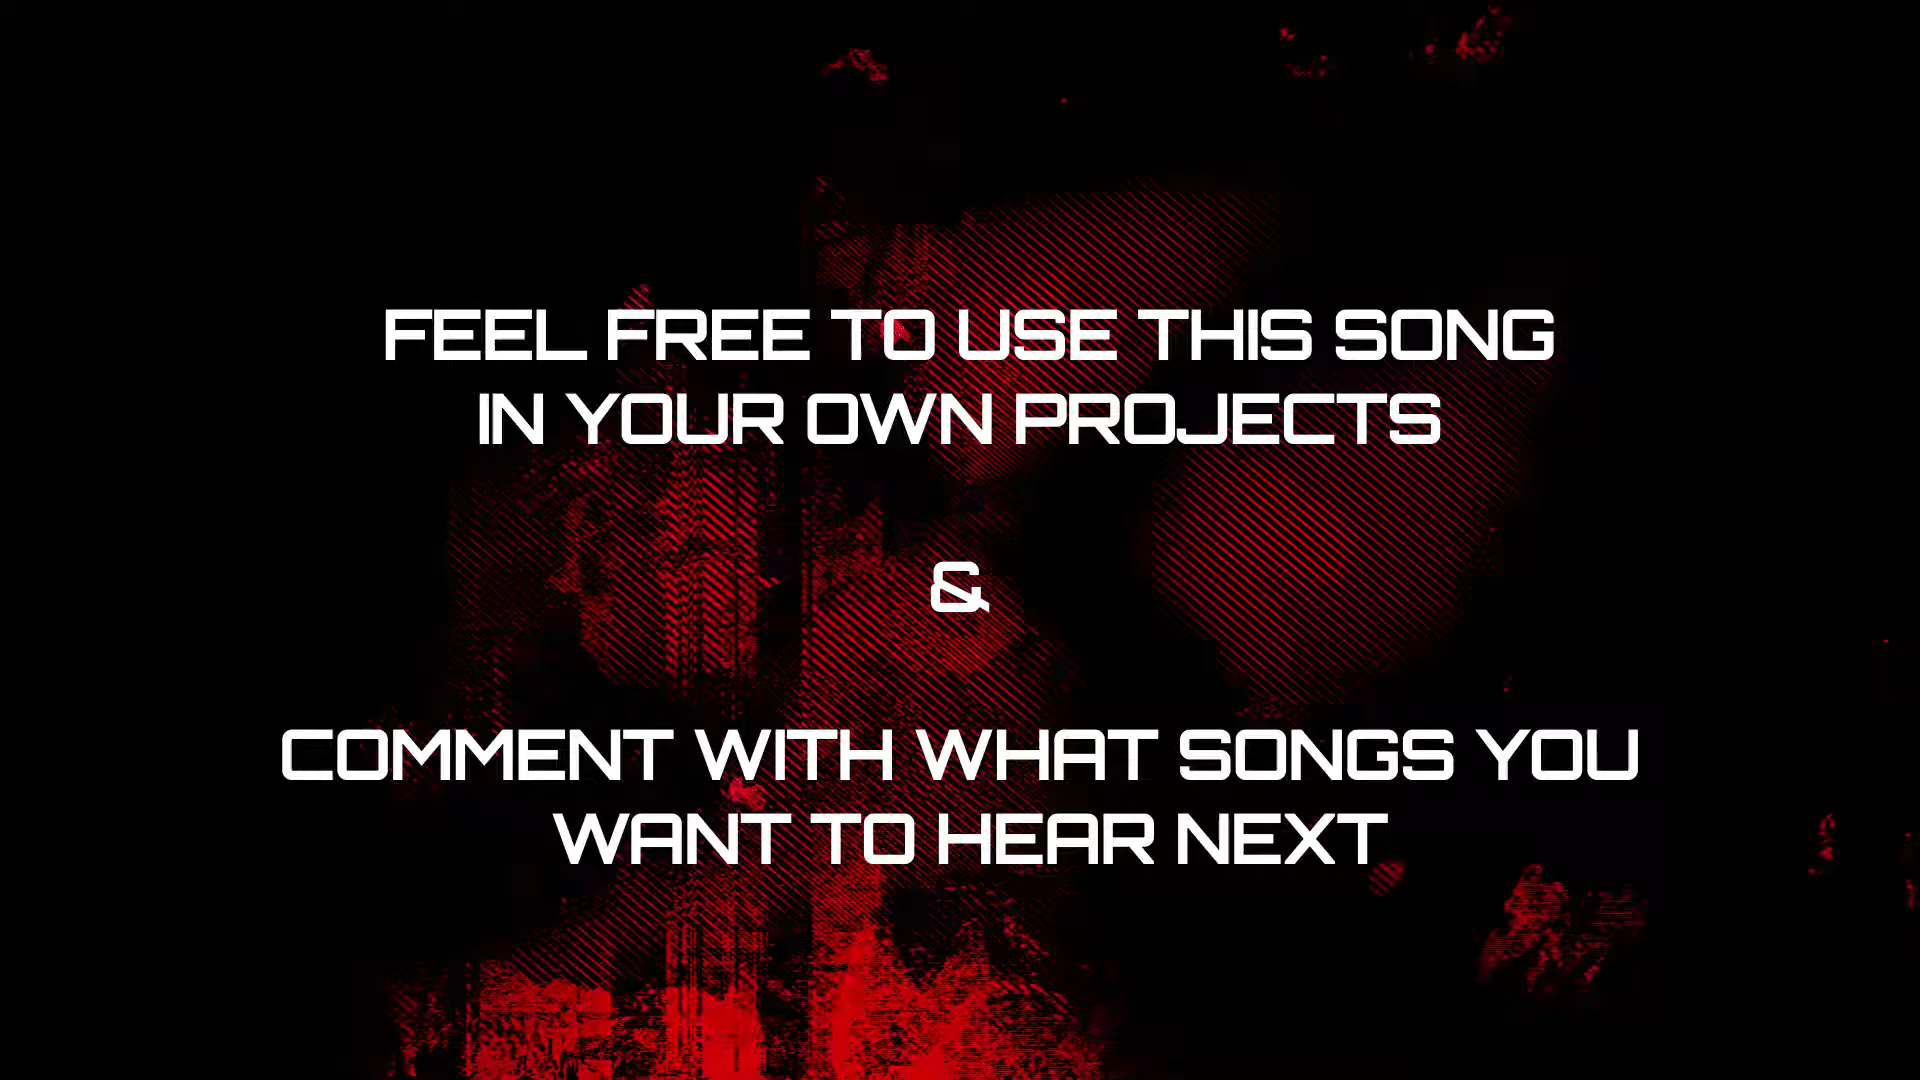 FEEL FREE TO USE THIS SONG
IN YOUR OWN PROJECTS
&
COMMENT WITH WHAT SONGS YOU
WANT TO HEAR NEXT